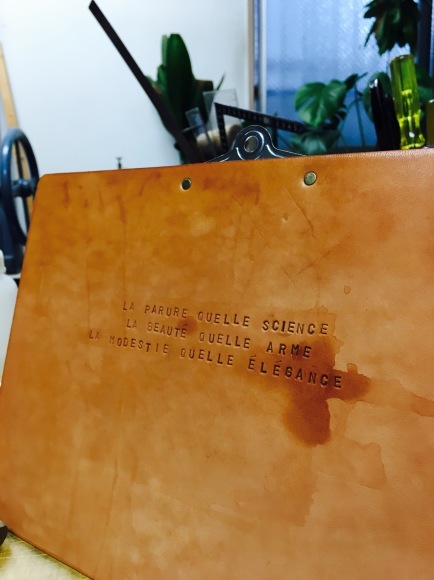 LA PARURE QUELLE SCIENCE
LA BEAUTÉ QUELLE ARME
LA MODESTIE QUELLE ÉLÉGANCE